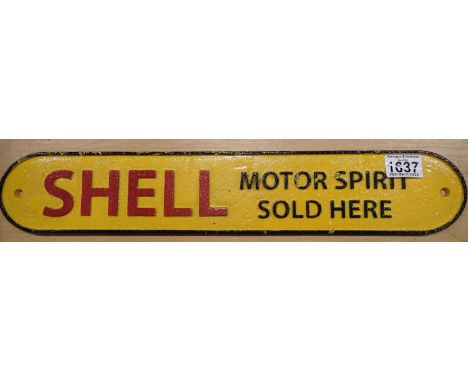 SHELL
MOTOR SPIRIT
SOLD HERE
1637